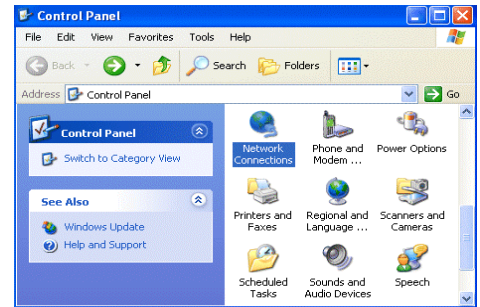 Control Panel
File Edit View Favorites Tools Help
Back Search Folders
Address Control Panel Go
Control Panel
Switch to Category View
See Also
Windows Update
Help and Support
Network
Connections
Phone and
Modem ...
Power Options
Printers and
Faxes
Regional and
Language ...
Scanners and
Cameras
Scheduled
Tasks
Sounds and
Audio Devices
Speech